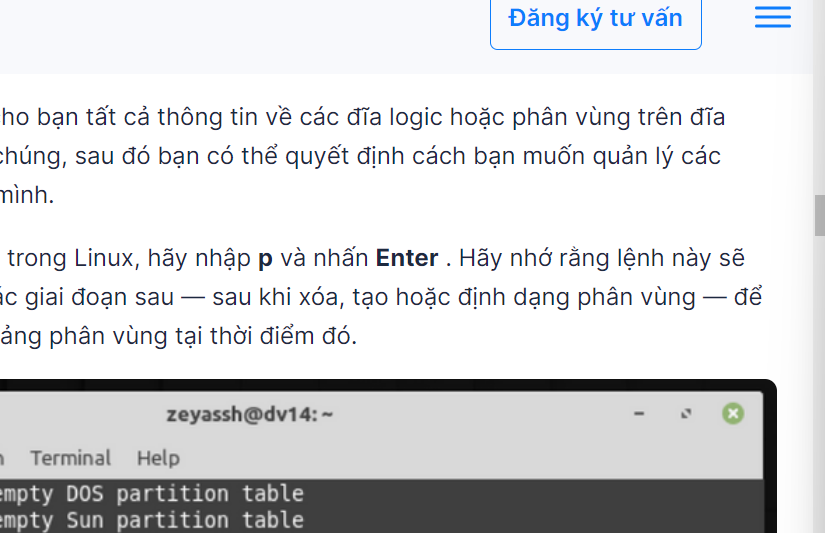 Đăng ký tư vấn
ho bạn tất cả thông tin về các đĩa logic hoặc phân vùng trên đĩa
chúng, sau đó bạn có thể quyết định cách bạn muốn quản lý các
mình.
trong Linux, hãy nhập p và nhấn Enter . Hãy nhớ rằng lệnh này sẽ
ác giai đoạn sau — sau khi xóa, tạo hoặc định dạng phân vùng — để
ảng phân vùng tại thời điểm đó.
zeyassh@dv14:~
Terminal Help
empty DOS partition table
empty Sun partition table